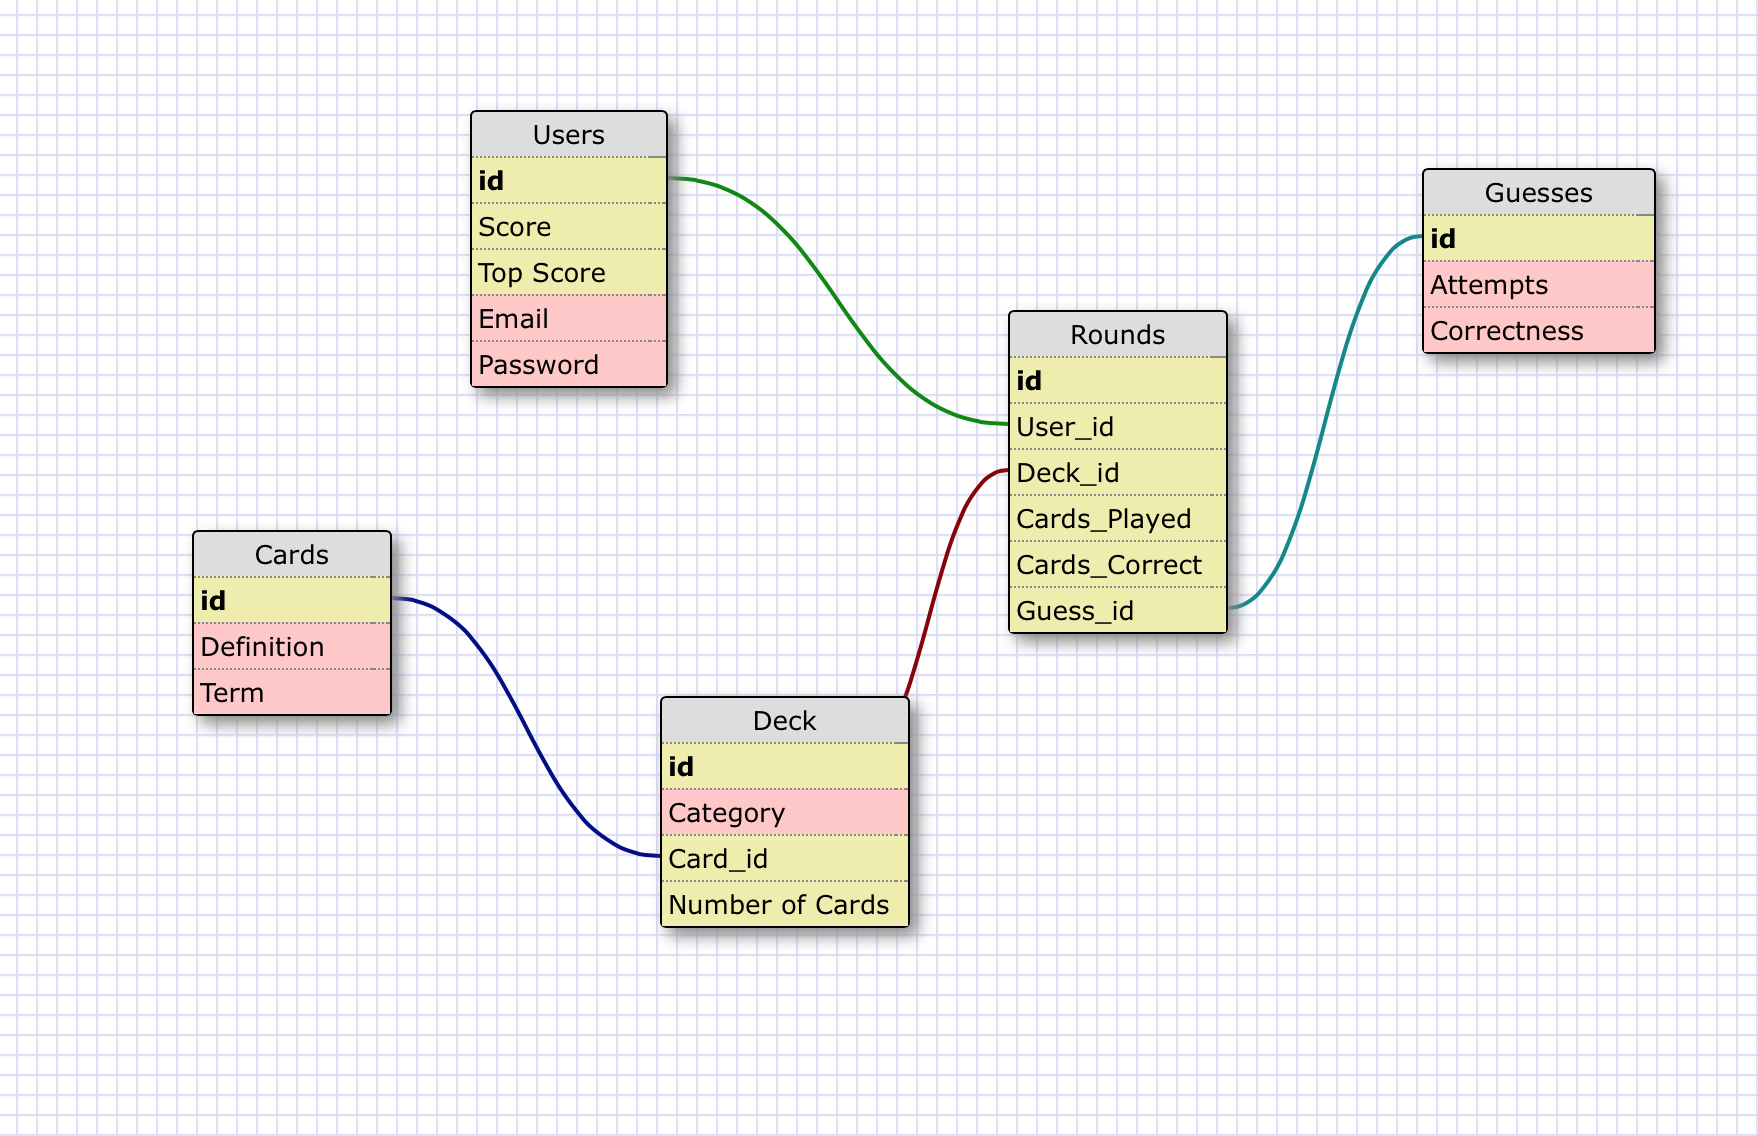 Users
id
Score
Top Score
Email
Password
Guesses
id
Attempts
Correctness
Rounds
id
User_id
Deck_id
Cards_Played
Cards_Correct
Guess_id
Cards
id
Definition
Term
Deck
id
Category
Card_id
Number of Cards